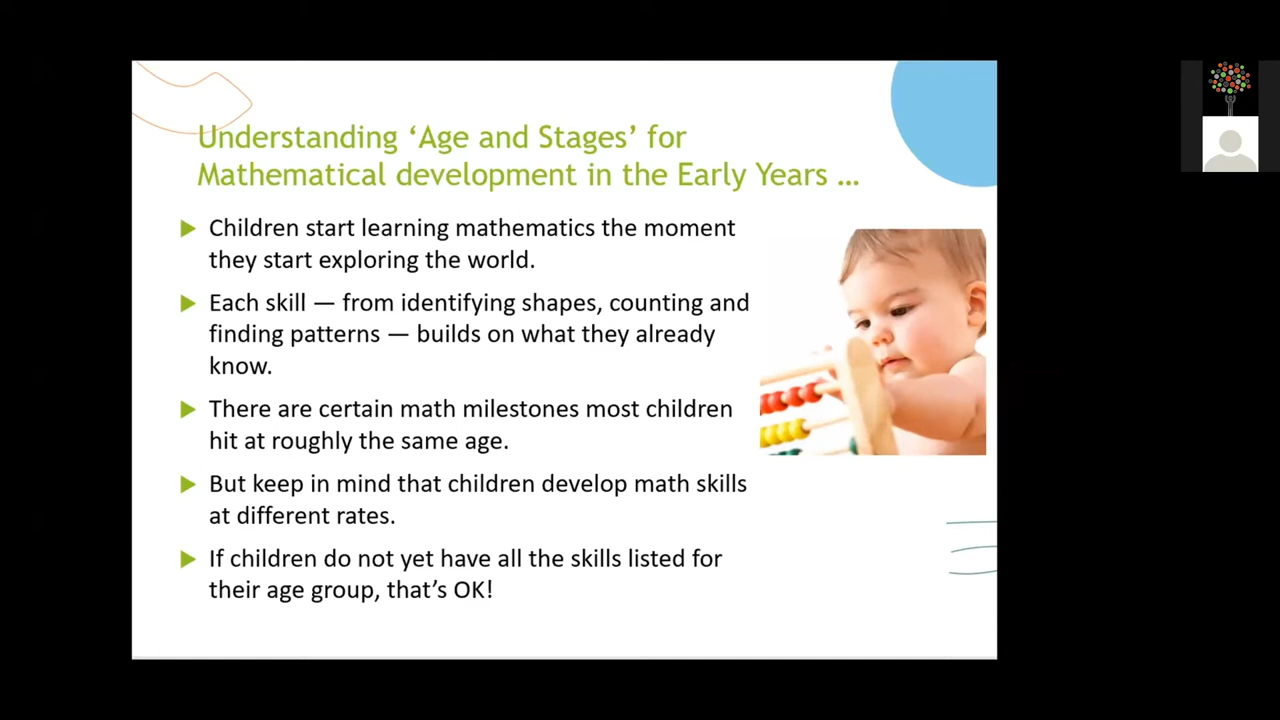 Understanding ‘Age and Stages’ for
Mathematical development in the Early Years ...
Children start learning mathematics the moment
they start exploring the world.
Each skill — from identifying shapes, counting and
finding patterns — builds on what they already
know.
There are certain math milestones most children
hit at roughly the same age.
But keep in mind that children develop math skills
at different rates.
If children do not yet have all the skills listed for
their age group, that’s OK!